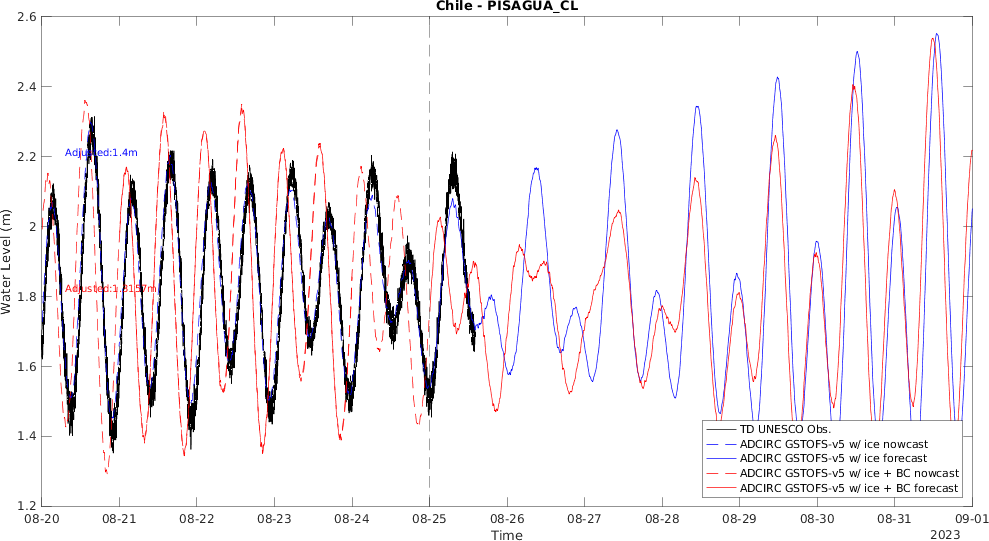 Chile - PISAGUA_CL
2.6
2.4
2.2
2
1.8
1.6
1.4
1.2
Water Level (m)
Adjusted:1.4m
Adjusted:1.8157m
TD UNESCO Obs.
ADCIRC GSTOFS-v5 w/ ice nowcast
ADCIRC GSTOFS-v5 w/ ice forecast
ADCIRC GSTOFS-v5 w/ ice + BC nowcast
ADCIRC GSTOFS-v5 w/ ice + BC forecast
08-20 08-21 08-22 08-23 08-24 08-25 08-26 08-27 08-28 08-29 08-30 08-31 09-01
Time
2023